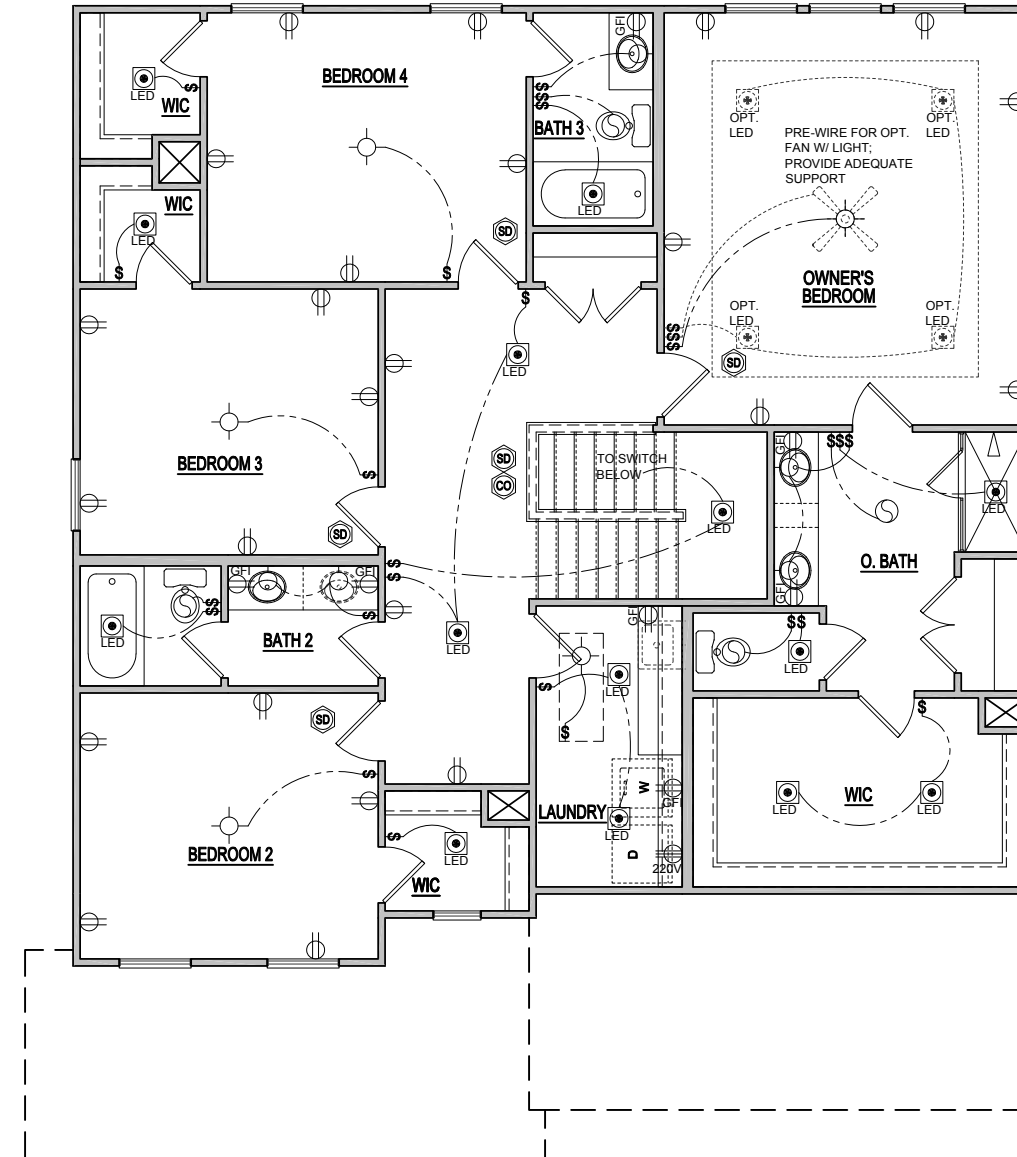 GFI
BEDROOM 4
LED
$
WIC
$
$
$
BATH 3
OPT.
LED
OPT.
LED
PRE-WIRE FOR OPT.
FAN W/ LIGHT;
PROVIDE ADEQUATE
SUPPORT
WIC
LED
LED
SD
$
$
OWNER'S
BEDROOM
$
OPT.
LED
OPT.
LED
$
$
$
LED
SD
GFI
$$$
BEDROOM 3
$
SD
CO
TO SWITCH
BELOW
LED
LED
SD
$
$
O. BATH
GFI
GFI
GFI
$
$
$
LED
BATH 2
LED
GFI
$$
LED
$
LED
SD
$
$
$
LED
WIC
LED
BEDROOM 2
$
LED
WIC
LAUNDRY
LED
W
GFI
D
220V